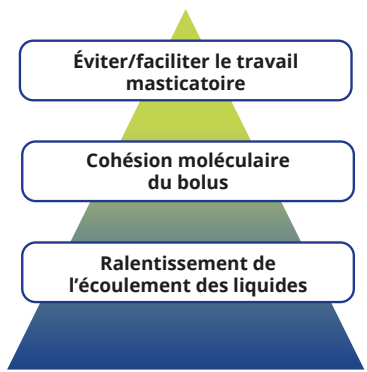 Éviter/faciliter le travail
masticatoire
Cohésion moléculaire
du bolus
Ralentissement de
l’écoulement des liquides